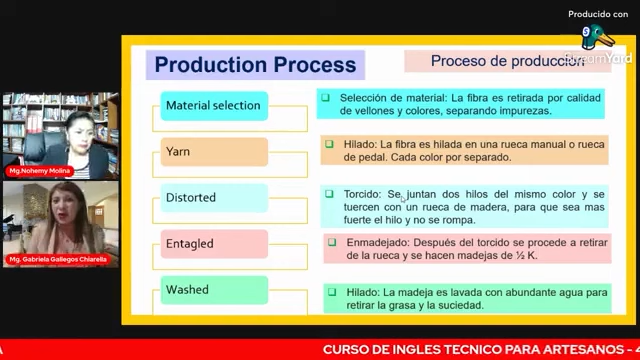 Producido con
StreamYard
Production Process
Proceso de producción
Material selection
Selección de material: La fibra es retirada por calidad
de vellones y colores, separando impurezas.
Yarn
Hilado: La fibra es hilada en una rueca manual o rueca
de pedal. Cada color por separado.
Distorted
Torcido: Se juntan dos hilos del mismo color y se
tuercen con un rueca de madera, para que sea mas
fuerte el hilo y no se rompa.
Entagled
Enmadejado: Después del torcido se procede a retirar
de la rueca y se hacen madejas de ½ K.
Washed
Hilado: La madeja es lavada con abundante agua para
retirar la grasa y la suciedad.
Mg.Nohemy Molina
Mg. Gabriela Gallegos Chiarella
A
CURSO DE INGLES TECNICO PARA ARTESANOS - 4